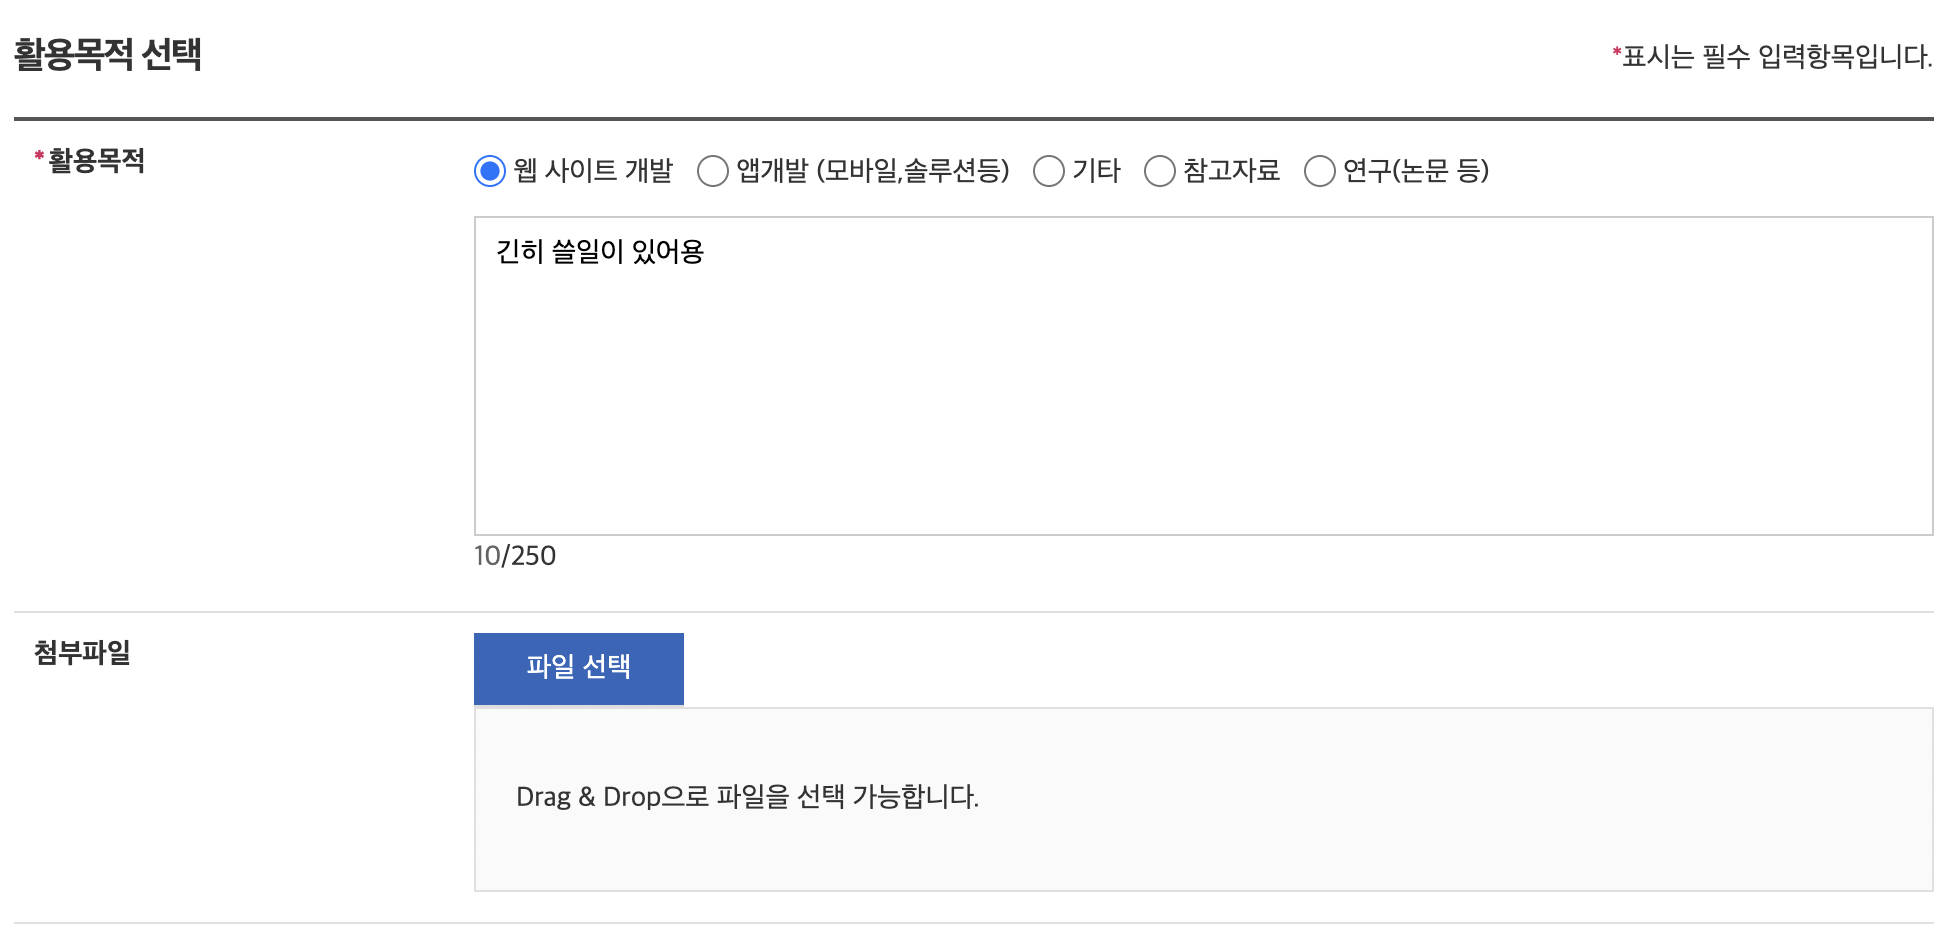 활용목적 선택
*표시는 필수 입력항목입니다.
* 활용목적
웹 사이트 개발 앱개발 (모바일,솔루션등) 기타 참고자료 연구(논문 등)
긴히 쓸일이 있어용
10/250
첨부파일
파일 선택
Drag & Drop으로 파일을 선택 가능합니다.